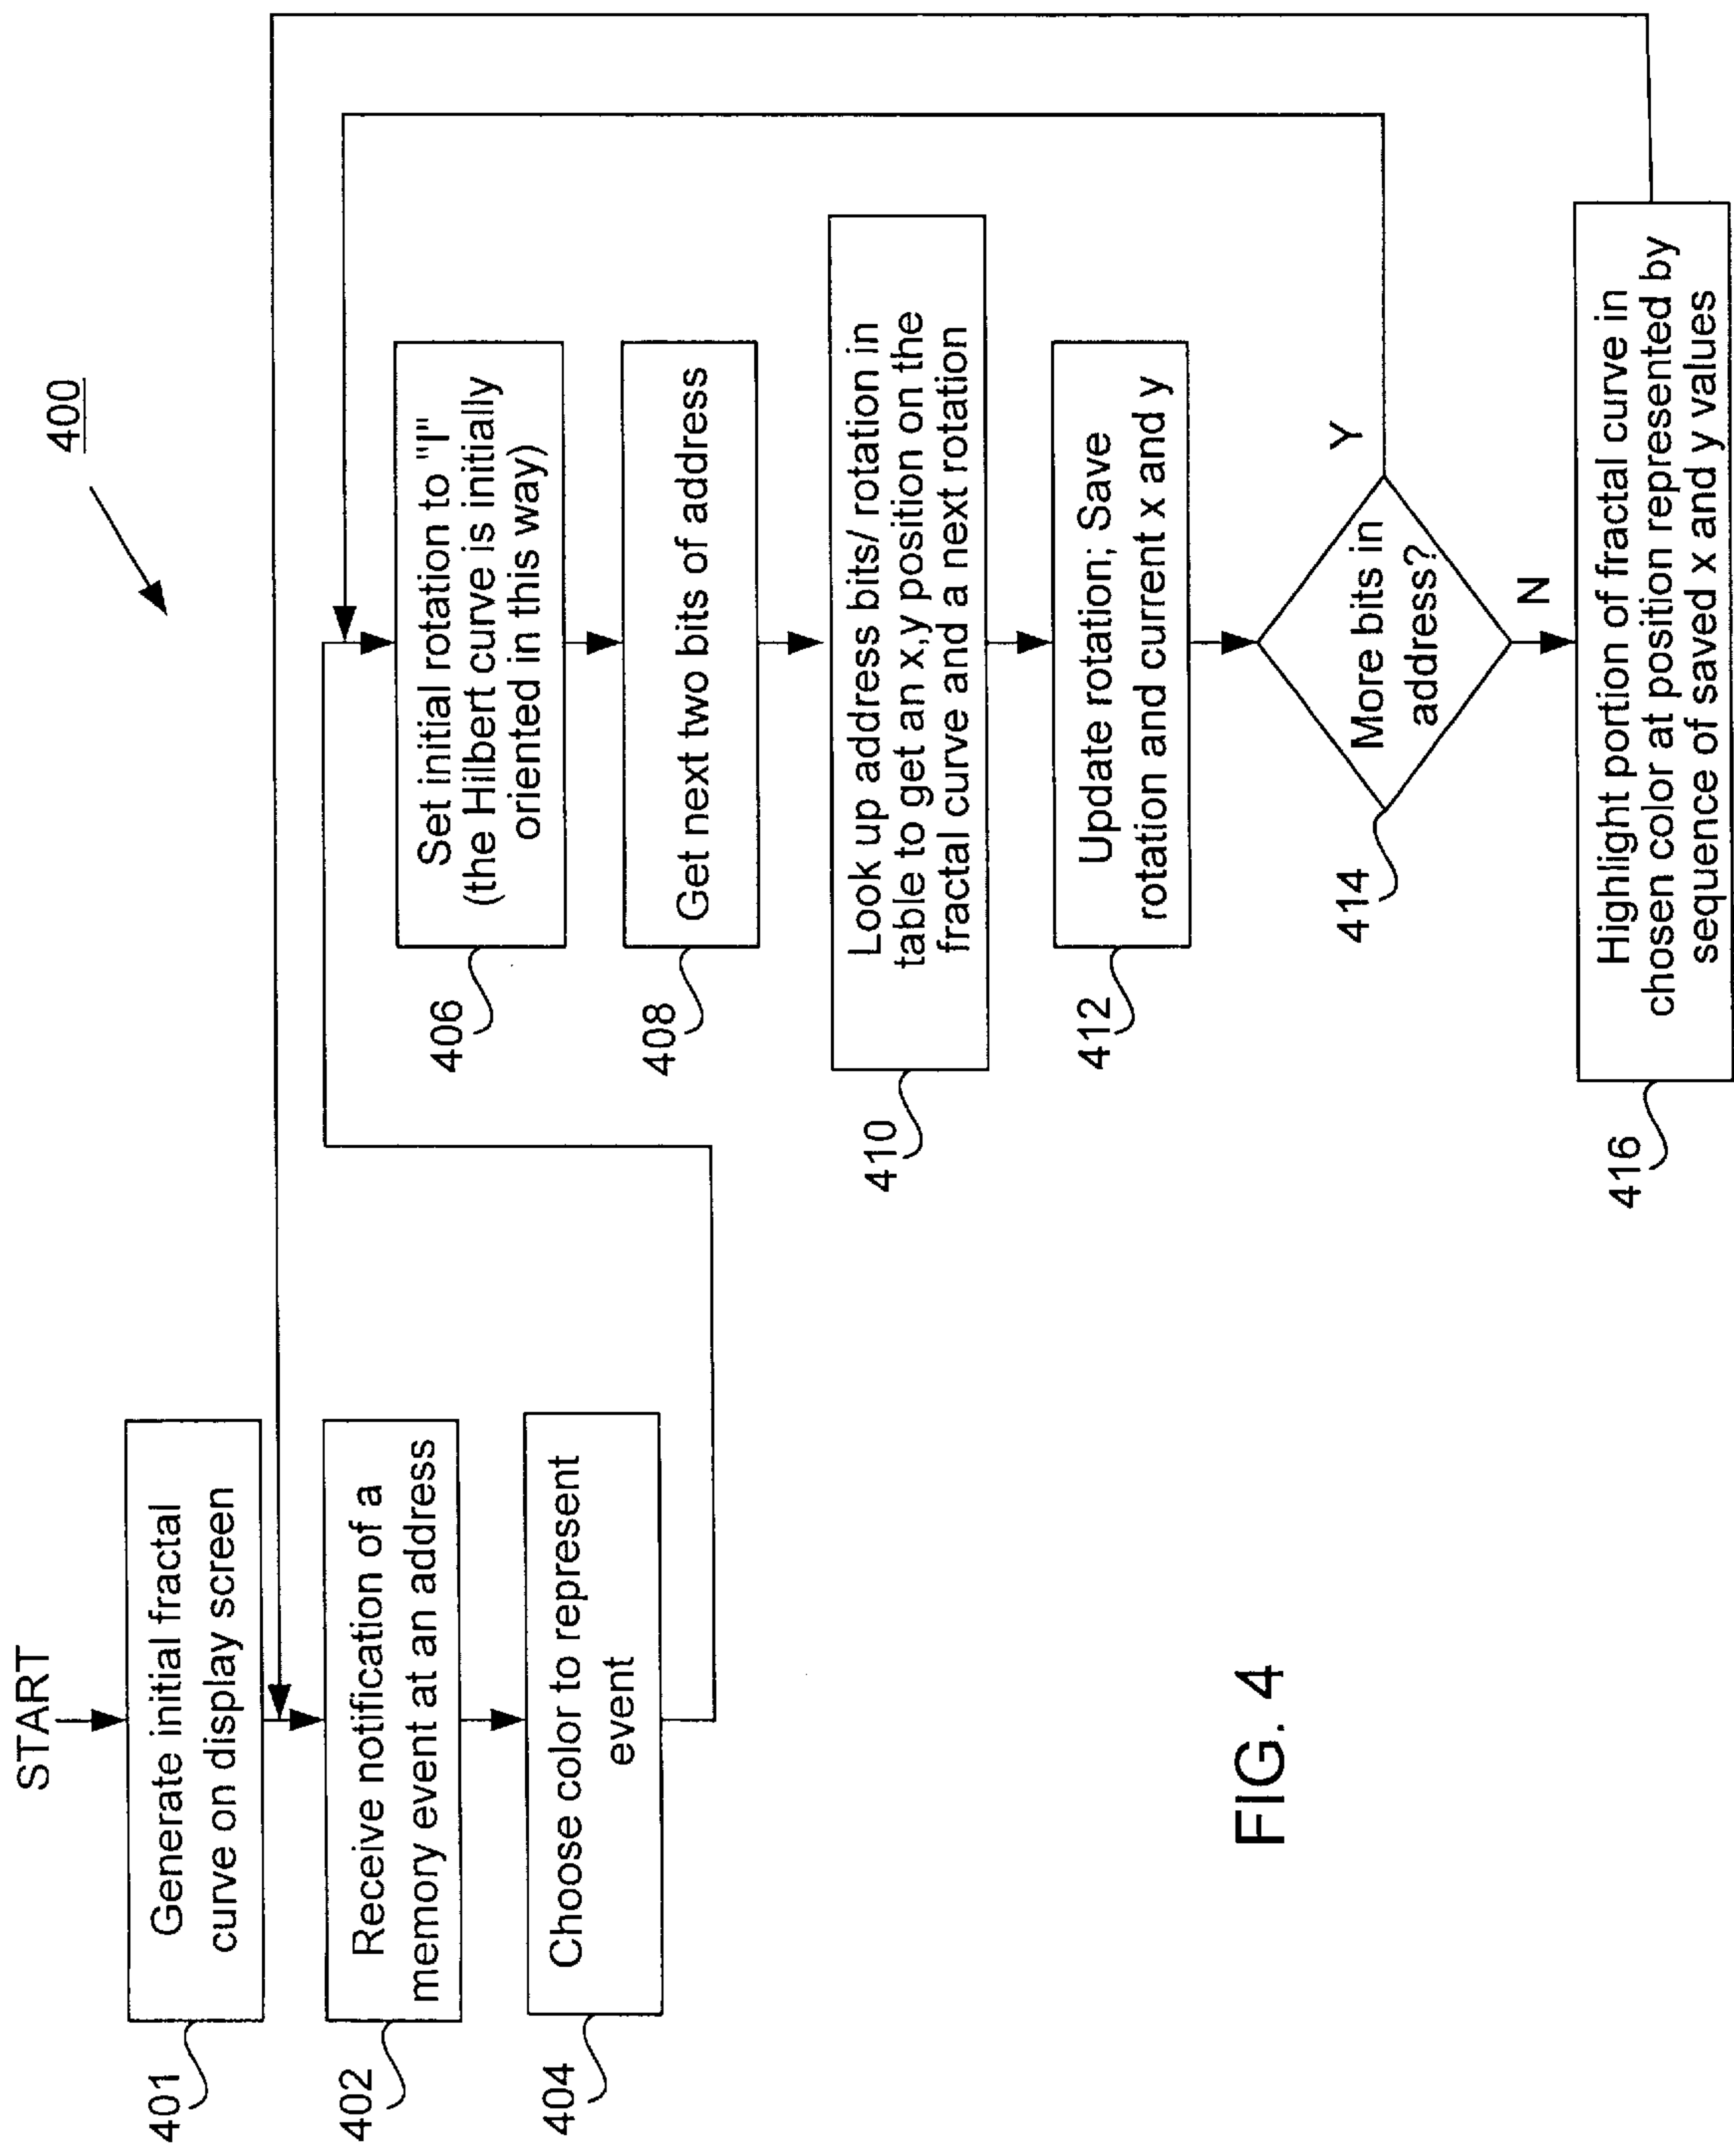 400
START
Generate initial fractal
curve on display screen
401
Receive notification of a
memory event at an address
402
Choose color to represent
event
404
Set initial rotation to "I"
(the Hilbert curve is initially
oriented in this way)
406
Get next two bits of address
408
Look up address bits/ rotation in
table to get an x,y position on the
fractal curve and a next rotation
410
Update rotation; Save
rotation and current x and y
412
More bits in
address?
414
Y
N
Highlight portion of fractal curve in
chosen color at position represented by
sequence of saved x and y values
416
FIG. 4